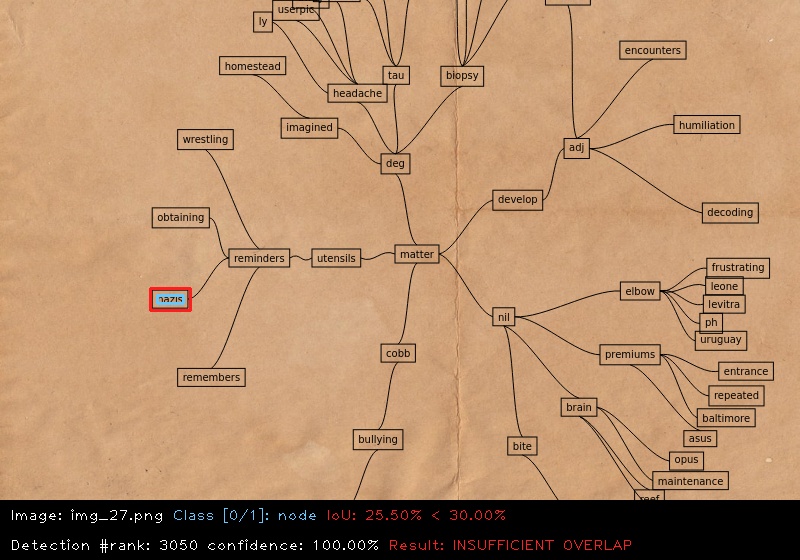 userpic
ly
homestead
tau
biopsy
encounters
headache
imagined
humiliation
wrestling
adj
deg
develop
decoding
obtaining
reminders
utensils
matter
frustrating
elbow
leone
nazis
levitra
nil
ph
uruguay
cobb
premiums
entrance
remembers
repeated
brain
baltimore
bullying
asus
bite
opus
maintenance
reef
Image: img_27.png Class [0/1]: node IoU: 25.50% < 30.00%
Detection #rank: 3050 confidence: 100.00% Result: INSUFFICIENT OVERLAP